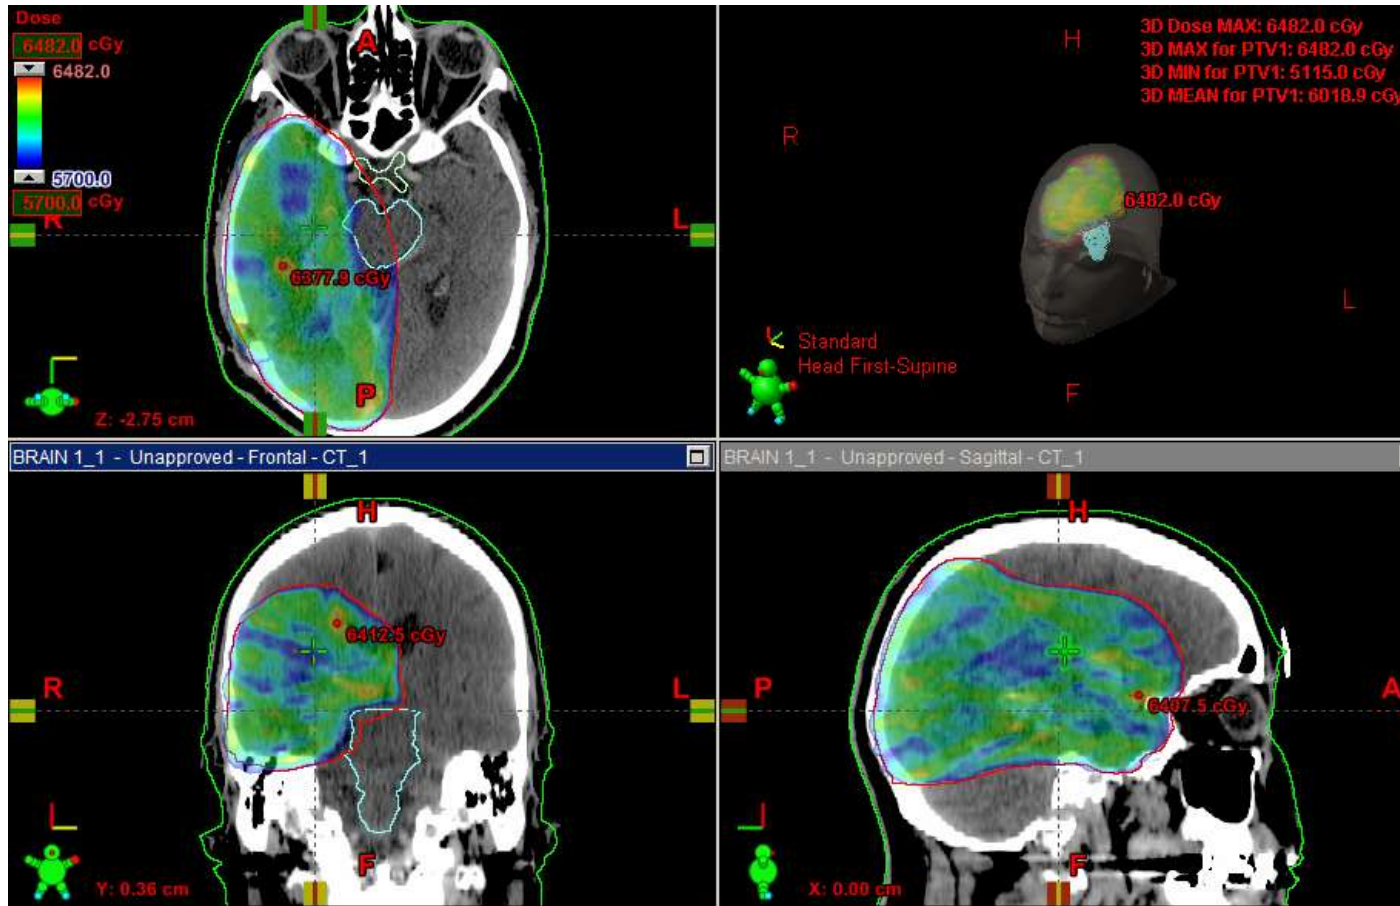 Dose
6482.0 cGy
6482.0
5700.0
5700.0 cGy
A
R
L
P
6377.9 cGy
Z: -2.75 cm
3D Dose MAX: 6482.0 cGy
3D MAX for PTV1: 6482.0 cGy
3D MIN for PTV1: 5115.0 cGy
3D MEAN for PTV1: 6018.9 cGy
H
R
6482.0 cGy
L
Standard
Head First-Supine
F
BRAIN 1_1 - Unapproved - Frontal - CT_1
H
6412.5 cGy
R
L
F
Y: 0.36 cm
BRAIN 1_1 - Unapproved - Sagittal - CT_1
H
P
A
6407.5 cGy
F
X: 0.00 cm